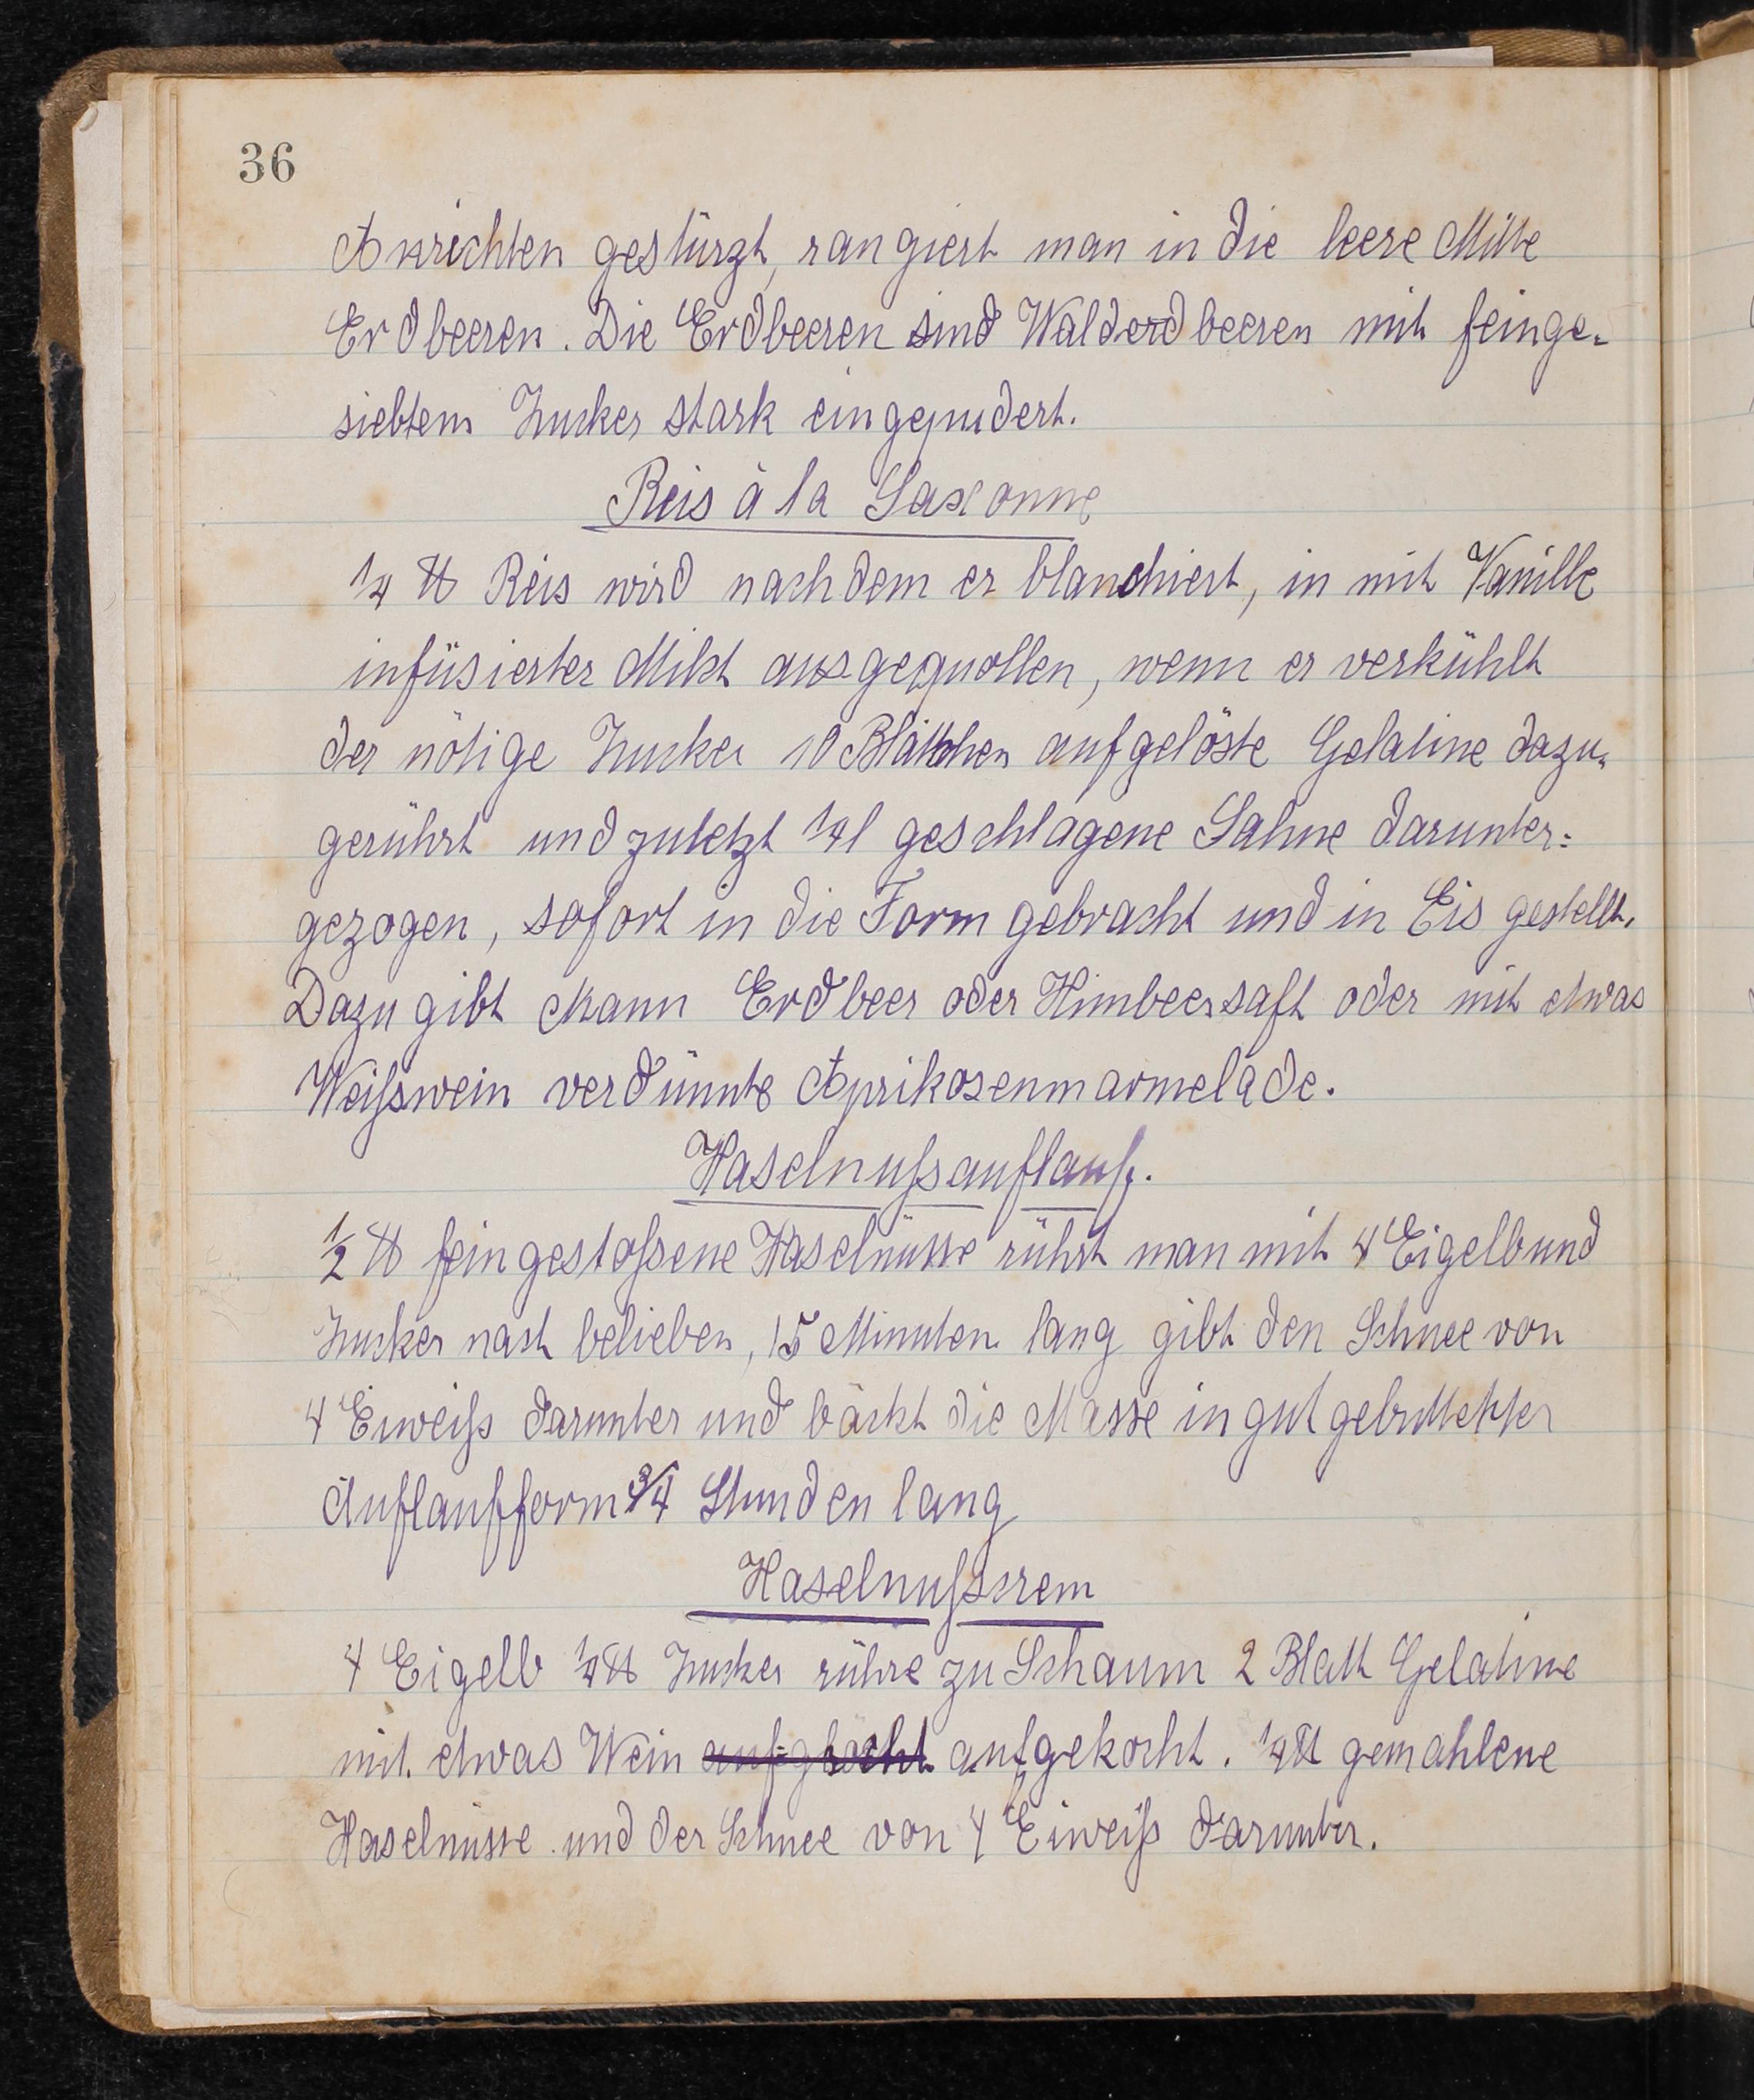 36
Anrichten gestürzt, rangiert man in die leere Mitte
Erdbeeren. Die Erdbeeren sind Walderdbeeren mit feinge-
siebtem Zucker stark eingepudert.
Reis à la Saxonne
1/4 ℔ Reis wird nachdem er blanchiert, in mit Vanille
infüsierter Milch ausgequollen, wenn er verkühlt
der nötige Zucker 10 Blättchen aufgelöste Gelatine dazu-
gerührt und zuletzt 1/4 l geschlagene Sahne darunter=
gezogen, sofort in die Form gebracht und in Eis gestellt.
Dazu gibt Mann Erdbeer oder Himbeersaft oder mit etwas
Weißswein verdünnte Aprikosenmarmelade.
Haselnußsauflauf.
1/2 ℔ feingestoßene Haselnüsse rührt man mit 4 Eigelb und
Zucker nach belieben, 15 Minuten lang gibt den Schnee von
4 Eiweiß darunter und bäckt die Masse in gut gebutterter
Auflaufform 3/4 Stunden lang
Haselnußcrem
4 Eigelb 1/4 ℔ Zucker rühre zu Schaum 2 Blatt Gelatine
mit etwas Wein aufgekocht. 1/4 ℔ gemahlene
Haselnüsse und der Schnee von 4 Eiweiß darunter.